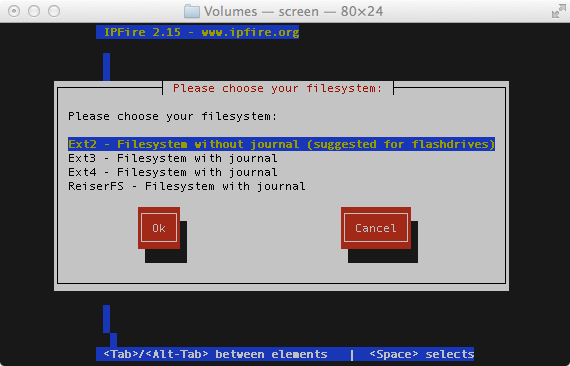 Volumes — screen — 80×24
IPFire 2.15 - www.ipfire.org
Please choose your filesystem:
Please choose your filesystem:
Ext2 - Filesystem without journal (suggested for flashdrives)
Ext3 - Filesystem with journal
Ext4 - Filesystem with journal
ReiserFS - Filesystem with journal
Ok Cancel
<Tab>/<Alt-Tab> between elements | <Space> selects